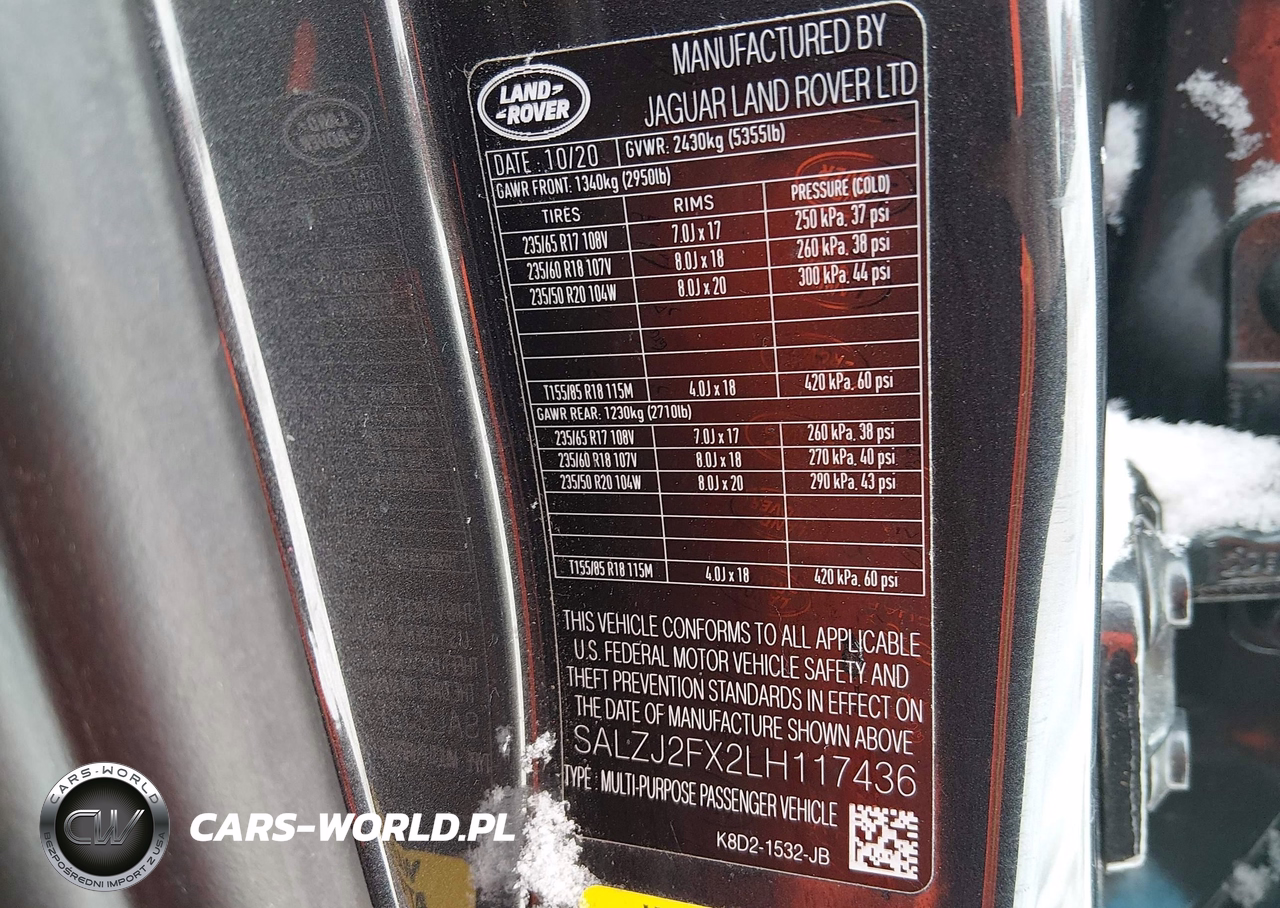 LAND-
-ROVER
MANUFACTURED BY
JAGUAR LAND ROVER LTD
DATE : 10/20 GVWR: 2430kg (5355lb)
GAWR FRONT: 1340kg (2950lb)
TIRES RIMS PRESSURE (COLD)
235/65 R17 108V 7.0J x 17 250 kPa, 37 psi
235/60 R18 107V 8.0J x 18 260 kPa, 38 psi
235/50 R20 104W 8.0J x 20 300 kPa, 44 psi
T155/85 R18 115M 4.0J x 18 420 kPa, 60 psi
GAWR REAR: 1230kg (2710lb)
235/65 R17 108V 7.0J x 17 260 kPa, 38 psi
235/60 R18 107V 8.0J x 18 270 kPa, 40 psi
235/50 R20 104W 8.0J x 20 290 kPa, 43 psi
T155/85 R18 115M 4.0J x 18 420 kPa, 60 psi
THIS VEHICLE CONFORMS TO ALL APPLICABLE
U.S. FEDERAL MOTOR VEHICLE SAFETY AND
THEFT PREVENTION STANDARDS IN EFFECT ON
THE DATE OF MANUFACTURE SHOWN ABOVE
SALZJ2FX2LH117436
TYPE : MULTI-PURPOSE PASSENGER VEHICLE
K8D2-1532-JB
CARS-WORLD
CW
BEZPOŚREDNI IMPORT Z USA
CARS-WORLD.PL